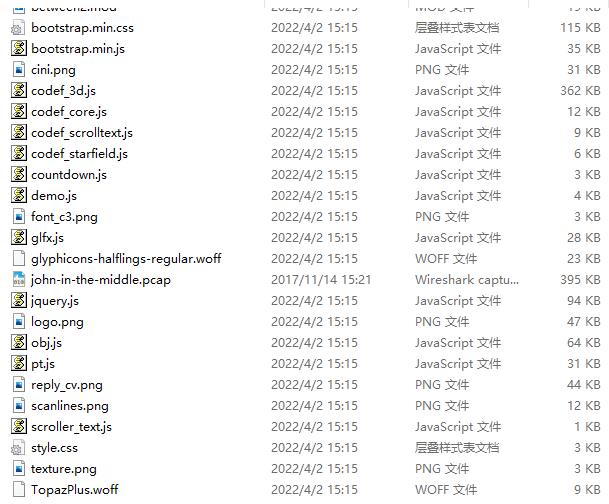 between2.mod 2022/4/2 15:15 MOD 文件 19 KB
bootstrap.min.css 2022/4/2 15:15 层叠样式表文档 115 KB
bootstrap.min.js 2022/4/2 15:15 JavaScript 文件 35 KB
cini.png 2022/4/2 15:15 PNG 文件 31 KB
codef_3d.js 2022/4/2 15:15 JavaScript 文件 362 KB
codef_core.js 2022/4/2 15:15 JavaScript 文件 12 KB
codef_scrolltext.js 2022/4/2 15:15 JavaScript 文件 9 KB
codef_starfield.js 2022/4/2 15:15 JavaScript 文件 6 KB
countdown.js 2022/4/2 15:15 JavaScript 文件 3 KB
demo.js 2022/4/2 15:15 JavaScript 文件 4 KB
font_c3.png 2022/4/2 15:15 PNG 文件 3 KB
glfx.js 2022/4/2 15:15 JavaScript 文件 28 KB
glyphicons-halflings-regular.woff 2022/4/2 15:15 WOFF 文件 23 KB
john-in-the-middle.pcap 2017/11/14 15:21 Wireshark captu... 395 KB
jquery.js 2022/4/2 15:15 JavaScript 文件 94 KB
logo.png 2022/4/2 15:15 PNG 文件 47 KB
obj.js 2022/4/2 15:15 JavaScript 文件 64 KB
pt.js 2022/4/2 15:15 JavaScript 文件 31 KB
reply_cv.png 2022/4/2 15:15 PNG 文件 44 KB
scanlines.png 2022/4/2 15:15 PNG 文件 12 KB
scroller_text.js 2022/4/2 15:15 JavaScript 文件 1 KB
style.css 2022/4/2 15:15 层叠样式表文档 3 KB
texture.png 2022/4/2 15:15 PNG 文件 3 KB
TopazPlus.woff 2022/4/2 15:15 WOFF 文件 9 KB